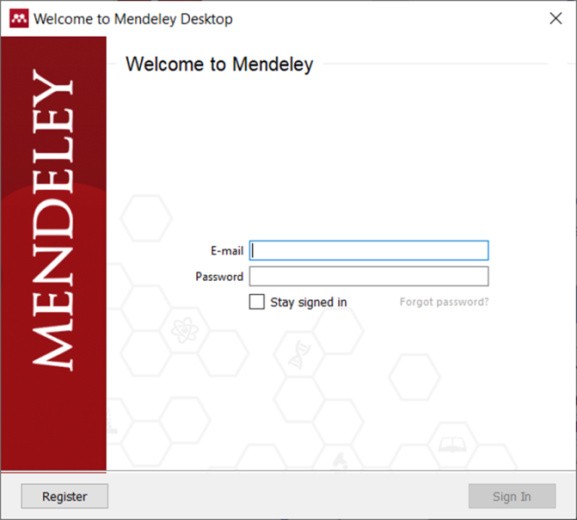 Welcome to Mendeley Desktop
MENDELEY
Welcome to Mendeley
E-mail
Password
Stay signed in
Forgot password?
Register
Sign In